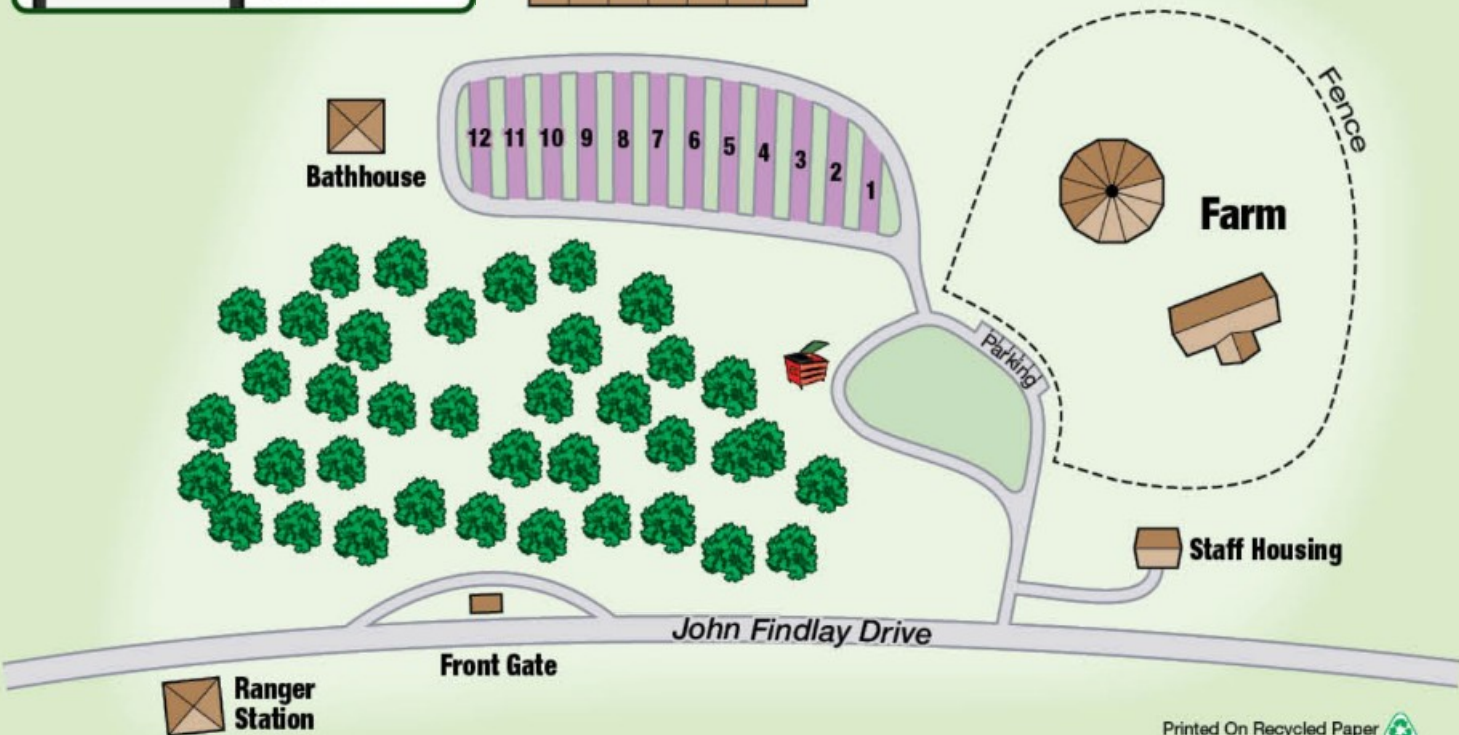 Fence
12 11 10 9 8 7 6 5 4 3 2 1
Bathhouse
Farm
Parking
Staff Housing
John Findlay Drive
Front Gate
Ranger
Station
Printed On Recycled Paper